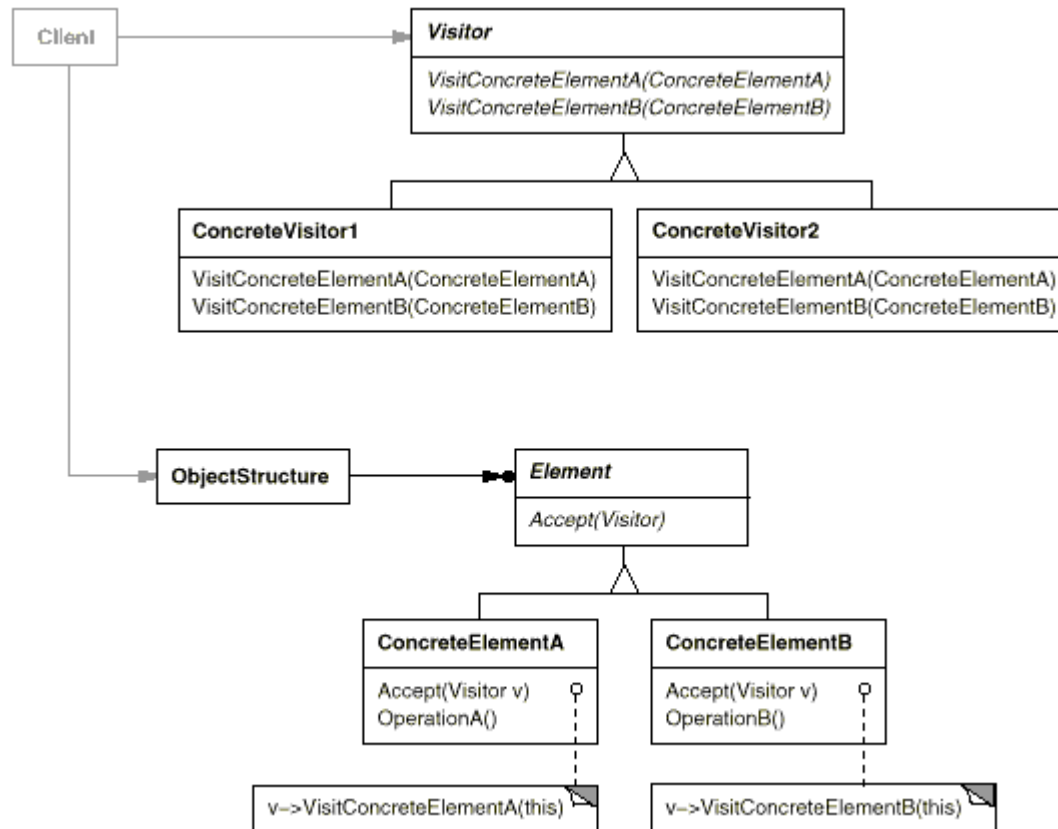 Client
Visitor
VisitConcreteElementA(ConcreteElementA)
VisitConcreteElementB(ConcreteElementB)
ConcreteVisitor1
VisitConcreteElementA(ConcreteElementA)
VisitConcreteElementB(ConcreteElementB)
ConcreteVisitor2
VisitConcreteElementA(ConcreteElementA)
VisitConcreteElementB(ConcreteElementB)
ObjectStructure
Element
Accept(Visitor)
ConcreteElementA
Accept(Visitor v)
OperationA()
ConcreteElementB
Accept(Visitor v)
OperationB()
v->VisitConcreteElementA(this)
v->VisitConcreteElementB(this)